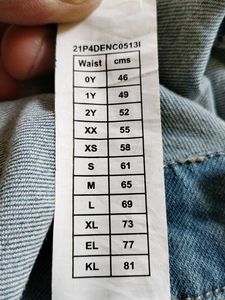 21P4DENC0513I
Waist cms
0Y 46
1Y 49
2Y 52
XX 55
XS 58
S 61
M 65
L 69
XL 73
EL 77
KL 81